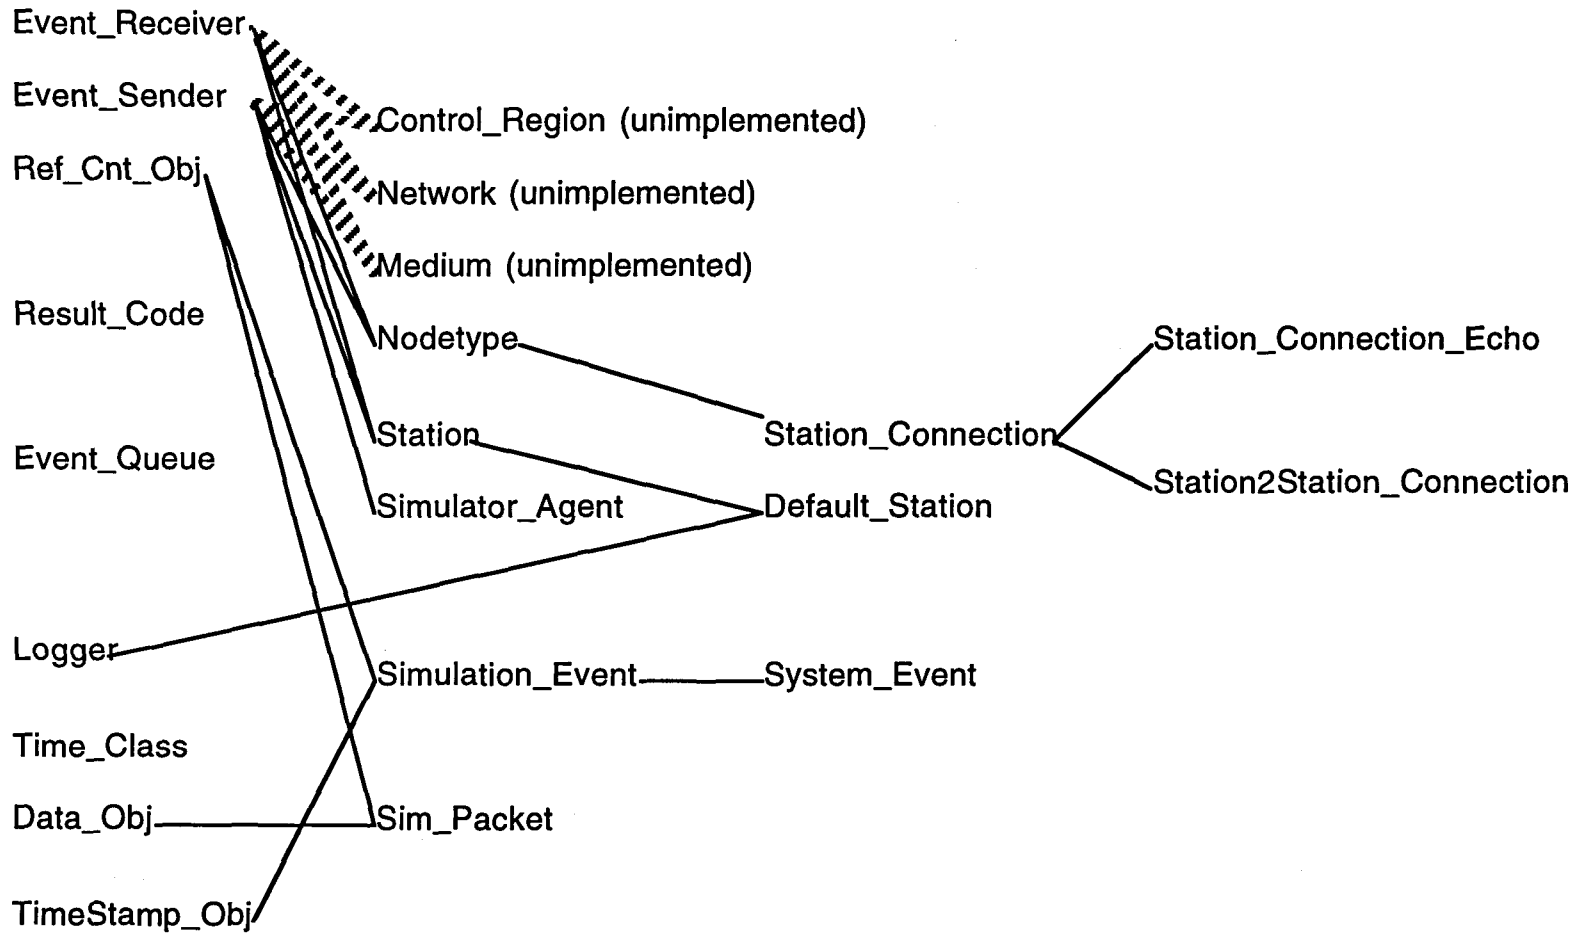 Event_Receiver
Event_Sender
Control_Region (unimplemented)
Ref_Cnt_Obj
Network (unimplemented)
Medium (unimplemented)
Result_Code
Nodetype
Station_Connection_Echo
Station
Station_Connection
Event_Queue
Station2Station_Connection
Simulator_Agent
Default_Station
Logger
Simulation_Event
System_Event
Time_Class
Data_Obj
Sim_Packet
TimeStamp_Obj